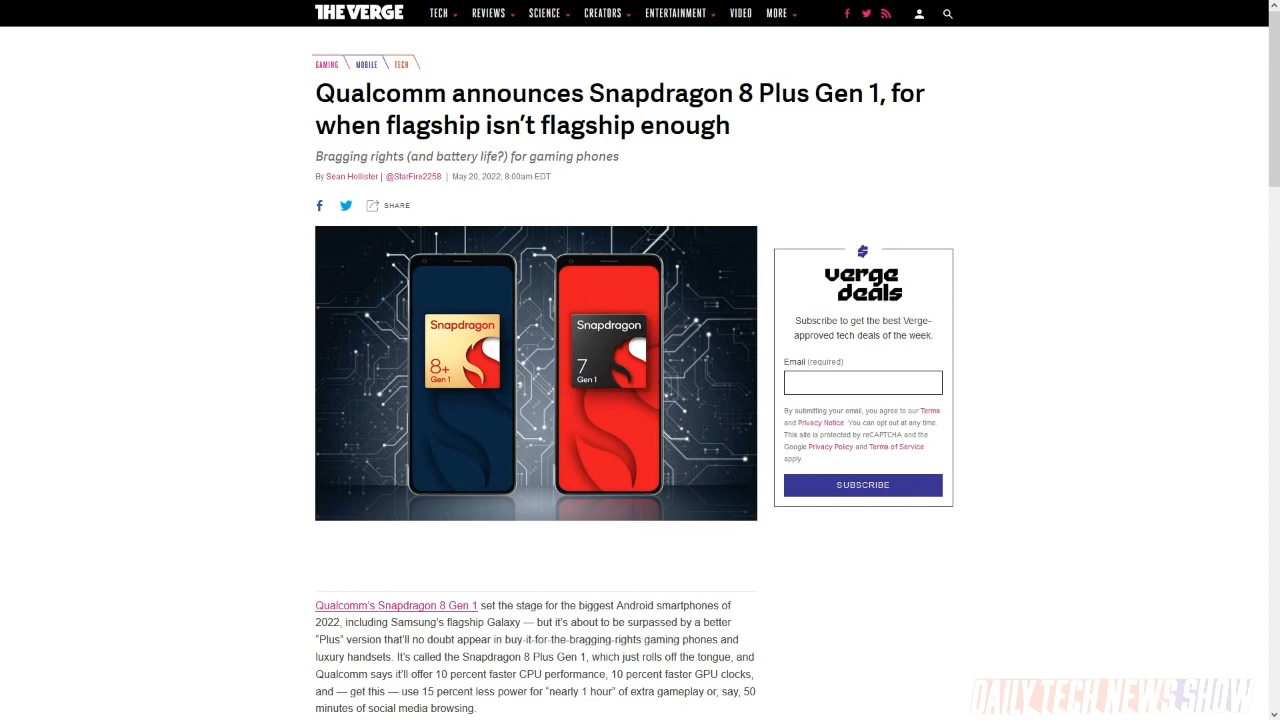 THE VERGE
TECH REVIEWS SCIENCE CREATORS ENTERTAINMENT VIDEO MORE
GAMING MOBILE TECH
Qualcomm announces Snapdragon 8 Plus Gen 1, for
when flagship isn’t flagship enough
Bragging rights (and battery life?) for gaming phones
By Sean Hollister | @StarFire2258 | May 20, 2022, 8:00am EDT
SHARE
Snapdragon
8+
Gen 1
Snapdragon
7
Gen 1
verge
deals
Subscribe to get the best Verge-
approved tech deals of the week.
Email (required)
By submitting your email, you agree to our Terms
and Privacy Notice. You can opt out at any time.
This site is protected by reCAPTCHA and the
Google Privacy Policy and Terms of Service
apply.
SUBSCRIBE
Qualcomm’s Snapdragon 8 Gen 1 set the stage for the biggest Android smartphones of
2022, including Samsung’s flagship Galaxy — but it’s about to be surpassed by a better
“Plus” version that’ll no doubt appear in buy-it-for-the-bragging-rights gaming phones and
luxury handsets. It’s called the Snapdragon 8 Plus Gen 1, which just rolls off the tongue, and
Qualcomm says it’ll offer 10 percent faster CPU performance, 10 percent faster GPU clocks,
and — get this — use 15 percent less power for “nearly 1 hour” of extra gameplay or, say, 50
minutes of social media browsing.
DAILY TECH NEWS SHOW